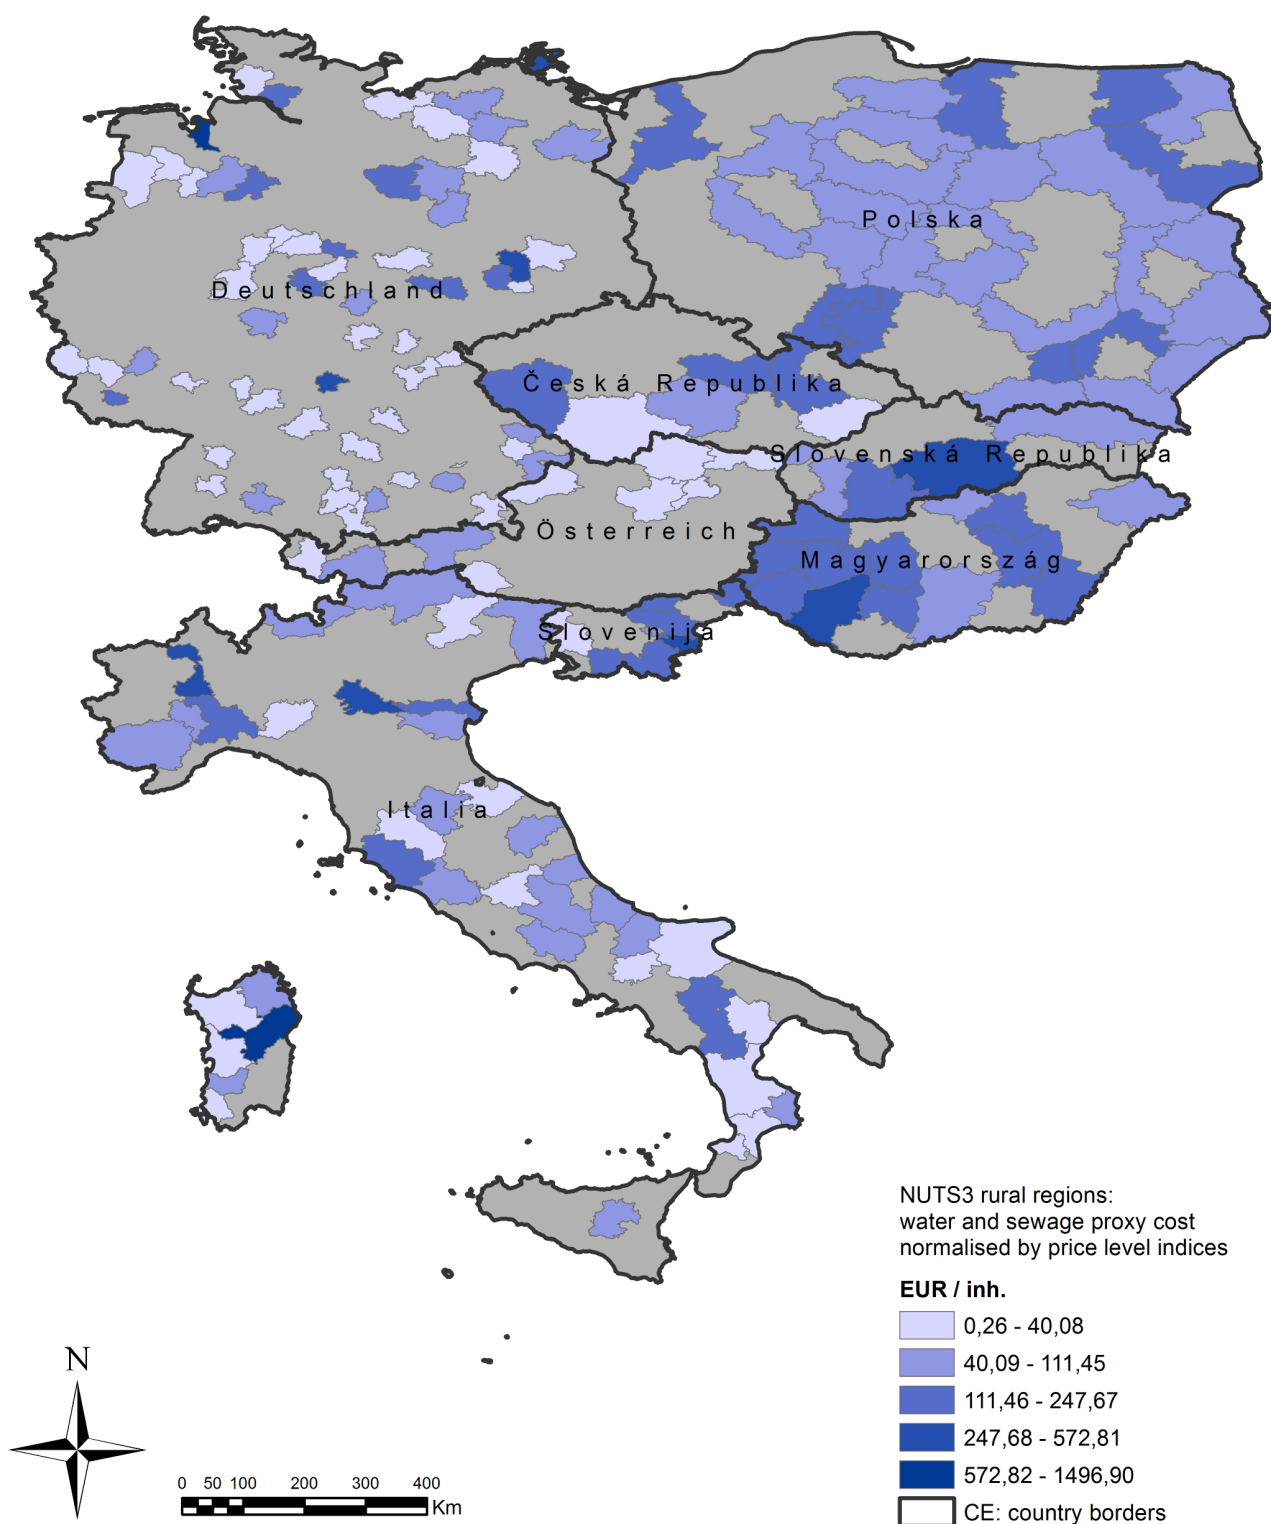 Polska
Deutschland
Česká Republika
Slovenská Republika
Österreich
Magyarország
Slovenija
Italia
NUTS3 rural regions:
water and sewage proxy cost
normalised by price level indices
EUR / inh.
0,26 - 40,08
40,09 - 111,45
111,46 - 247,67
247,68 - 572,81
572,82 - 1496,90
CE: country borders
N
0 50 100 200 300 400
Km